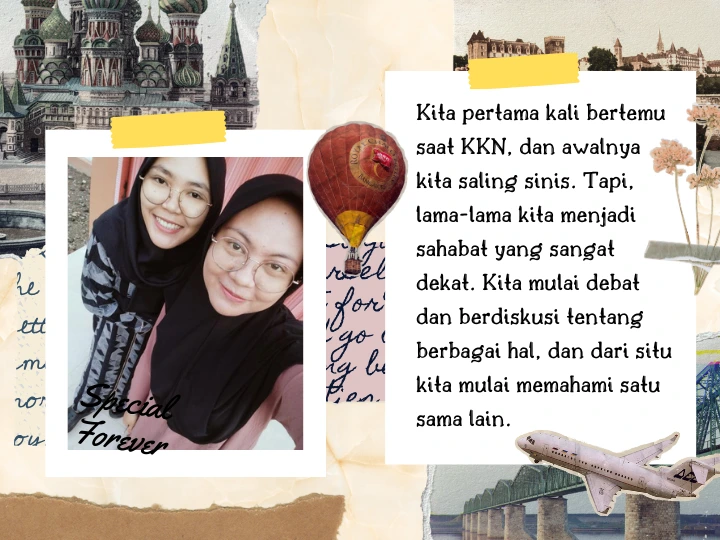 Kita pertama kali bertemu
saat KKN, dan awalnya
kita saling sinis. Tapi,
lama-lama kita menjadi
sahabat yang sangat
dekat. Kita mulai debat
dan berdiskusi tentang
berbagai hal, dan dari situ
kita mulai memahami satu
sama lain.
Special
Forever